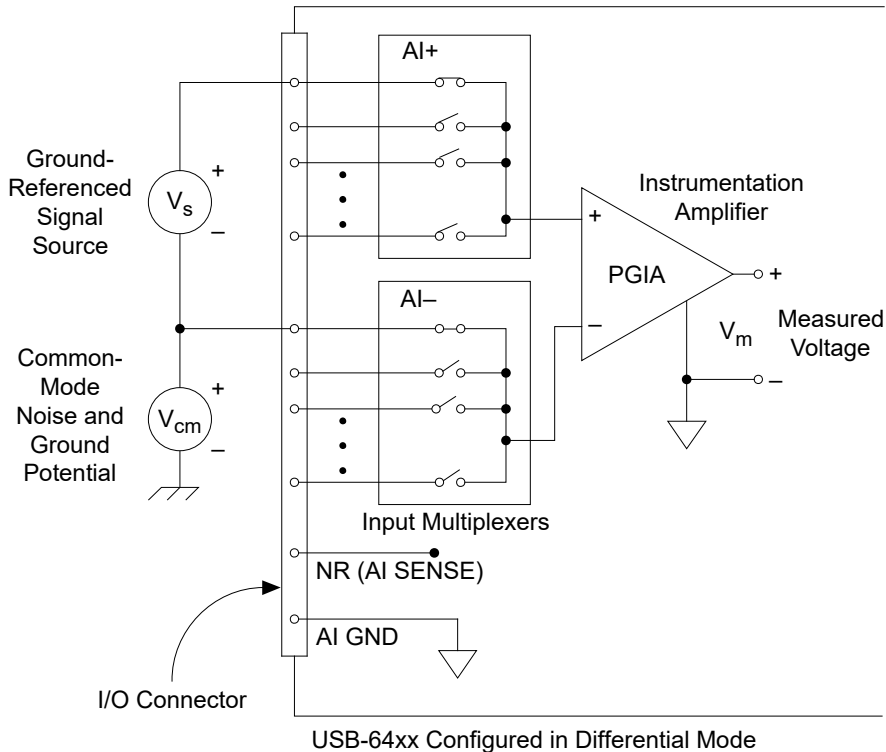 AI+
Ground-
Referenced
Signal
Source
+
Vs
–
Instrumentation
Amplifier
+
PGIA
–
+
Vm
Measured
Voltage
–
AI–
Common-
Mode
Noise and
Ground
Potential
+
Vcm
–
Input Multiplexers
NR (AI SENSE)
AI GND
I/O Connector
USB-64xx Configured in Differential Mode